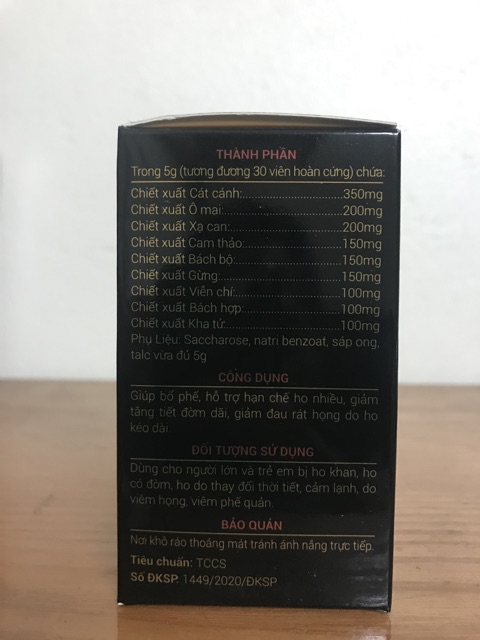 THÀNH PHẦN
Trong 5g (tương đương 30 viên hoàn cứng) chứa:
Chiết xuất Cát cánh:..........................350mg
Chiết xuất Ô mai:..............................200mg
Chiết xuất Xạ can:.............................200mg
Chiết xuất Cam thảo:.........................150mg
Chiết xuất Bách bộ:...........................150mg
Chiết xuất Gừng:...............................150mg
Chiết xuất Viễn chí:............................100mg
Chiết xuất Bách hợp:.........................100mg
Chiết xuất Kha tử:..............................100mg
Phụ Liệu: Saccharose, natri benzoat, sáp ong,
talc vừa đủ 5g
CÔNG DỤNG
Giúp bổ phế, hỗ trợ hạn chế ho nhiều, giảm
tăng tiết đờm dãi, giảm đau rát họng do ho
kéo dài
ĐỐI TƯỢNG SỬ DỤNG
Dùng cho người lớn và trẻ em bị ho khan, ho
có đờm, ho do thay đổi thời tiết, cảm lạnh, do
viêm họng, viêm phế quản.
BẢO QUẢN
Nơi khô ráo thoáng mát tránh ánh nắng trực tiếp.
Tiêu chuẩn: TCCS
Số ĐKSP: 1449/2020/ĐKSP